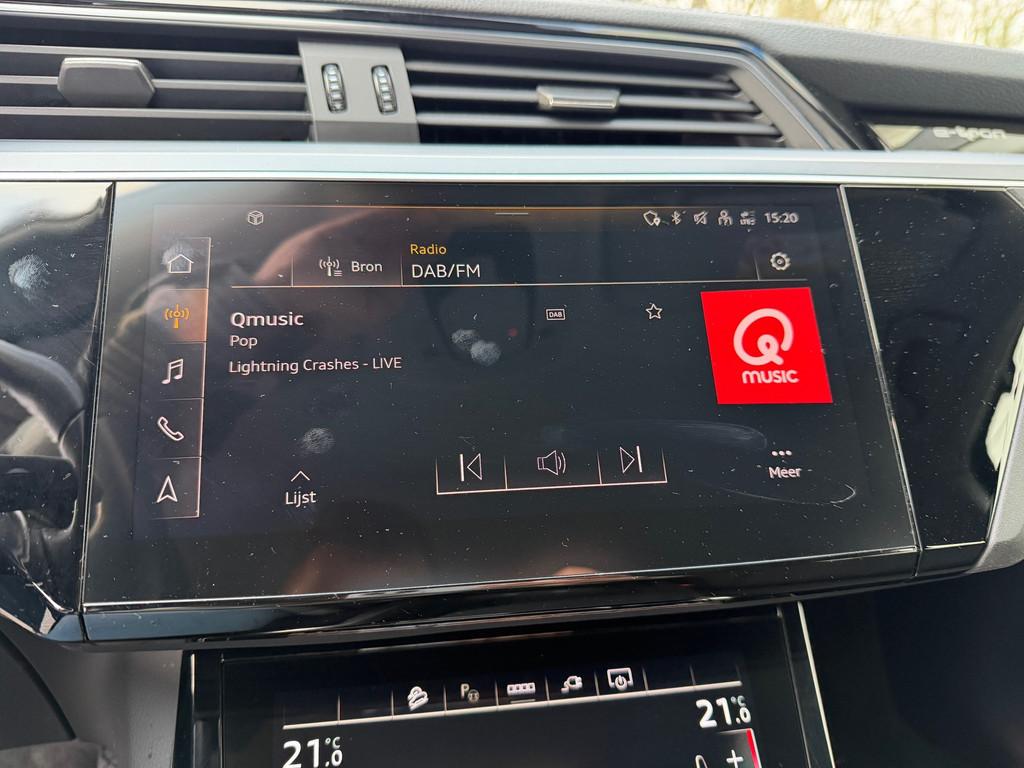 e-tron
15:20
Bron
Radio
DAB/FM
Qmusic
Pop
Lightning Crashes - LIVE
DAB
MUSIC
Lijst
Meer
P
21.0 °C
21.0 °C
+